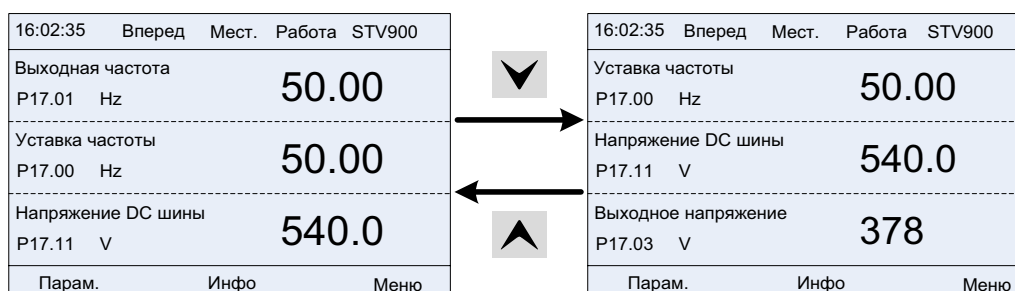 16:02:35 Вперед Мест. Работа STV900
Выходная частота
P17.01 Hz 50.00
Уставка частоты
P17.00 Hz 50.00
Напряжение DC шины
P17.11 V 540.0
Парам. Инфо Меню
16:02:35 Вперед Мест. Работа STV900
Уставка частоты
P17.00 Hz 50.00
Напряжение DC шины
P17.11 V 540.0
Выходное напряжение
P17.03 V 378
Парам. Инфо Меню